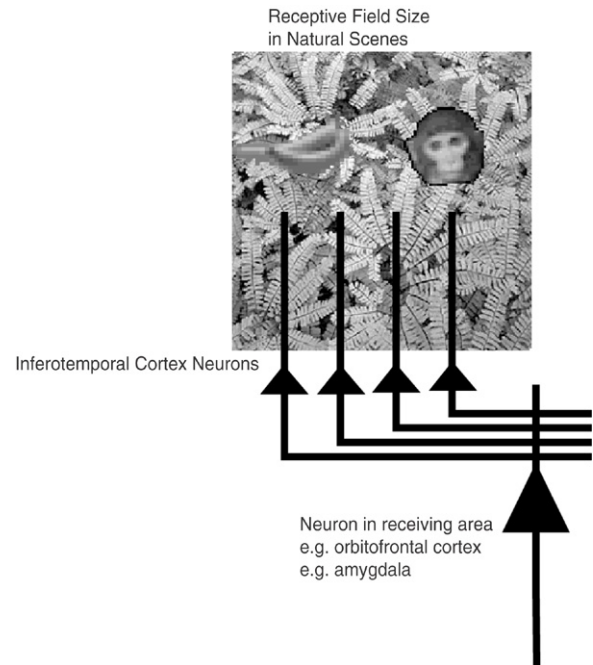 Receptive Field Size
in Natural Scenes
Inferotemporal Cortex Neurons
Neuron in receiving area
e.g. orbitofrontal cortex
e.g. amygdala